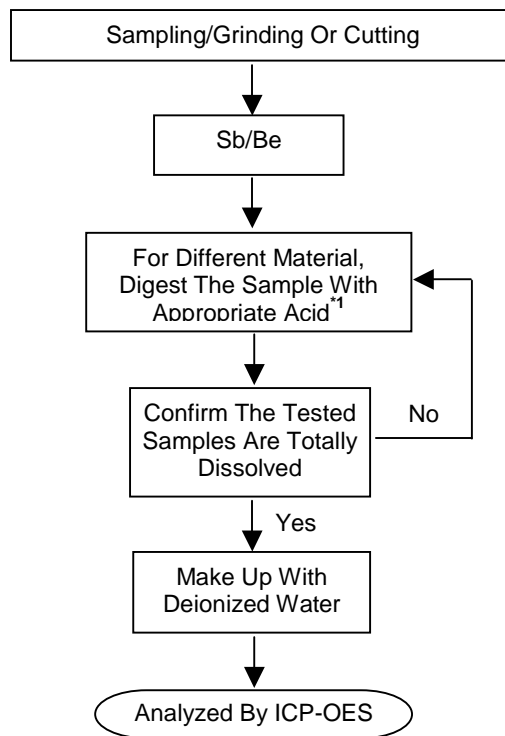 Sampling/Grinding Or Cutting
Sb/Be
For Different Material,
Digest The Sample With
Appropriate Acid*1
Confirm The Tested
Samples Are Totally
Dissolved
No
Yes
Make Up With
Deionized Water
Analyzed By ICP-OES